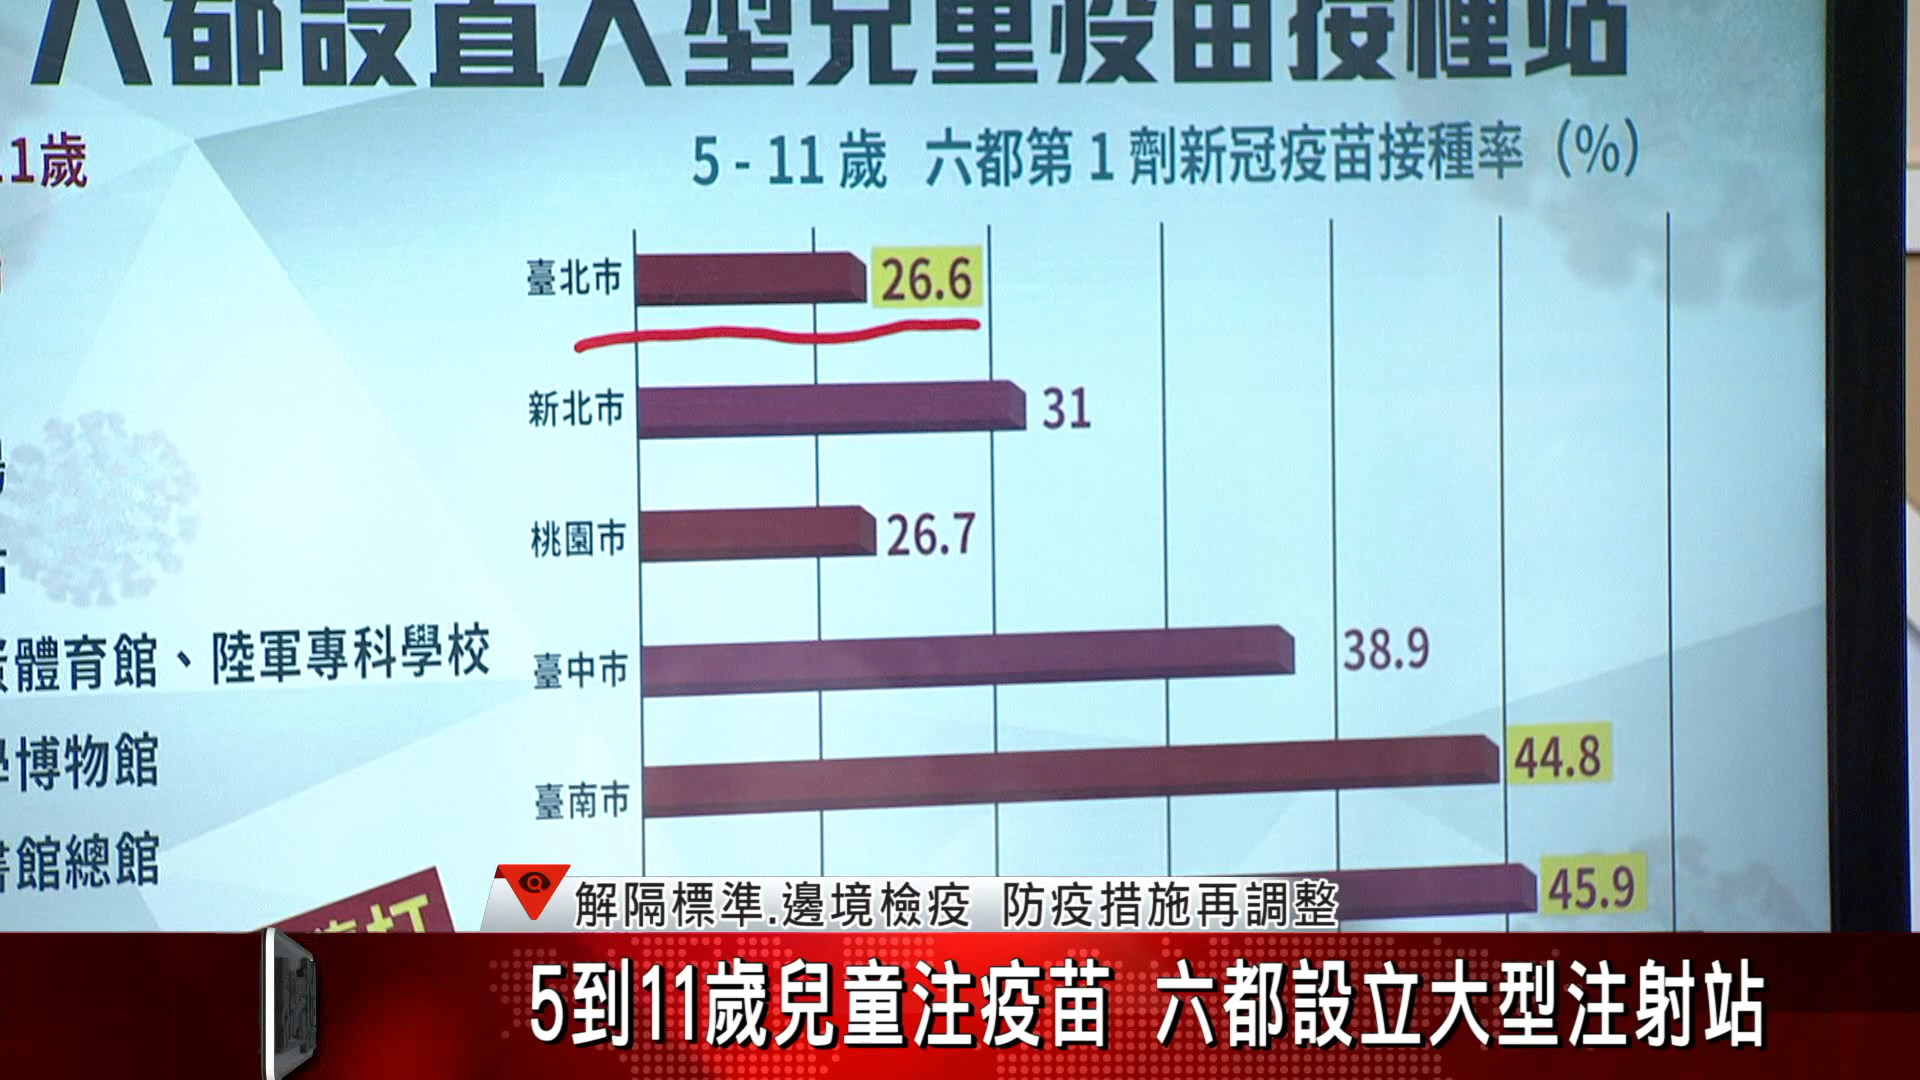 六都設置大型兒童疫苗接種站
11歲
5 - 11 歲 六都第 1 劑新冠疫苗接種率 (%)
臺北市 26.6
新北市 31
桃園市 26.7
體育館、陸軍專科學校
臺中市 38.9
博物館
臺南市 44.8
館總館
45.9
解隔標準.邊境檢疫 防疫措施再調整
5到11歲兒童注疫苗 六都設立大型注射站